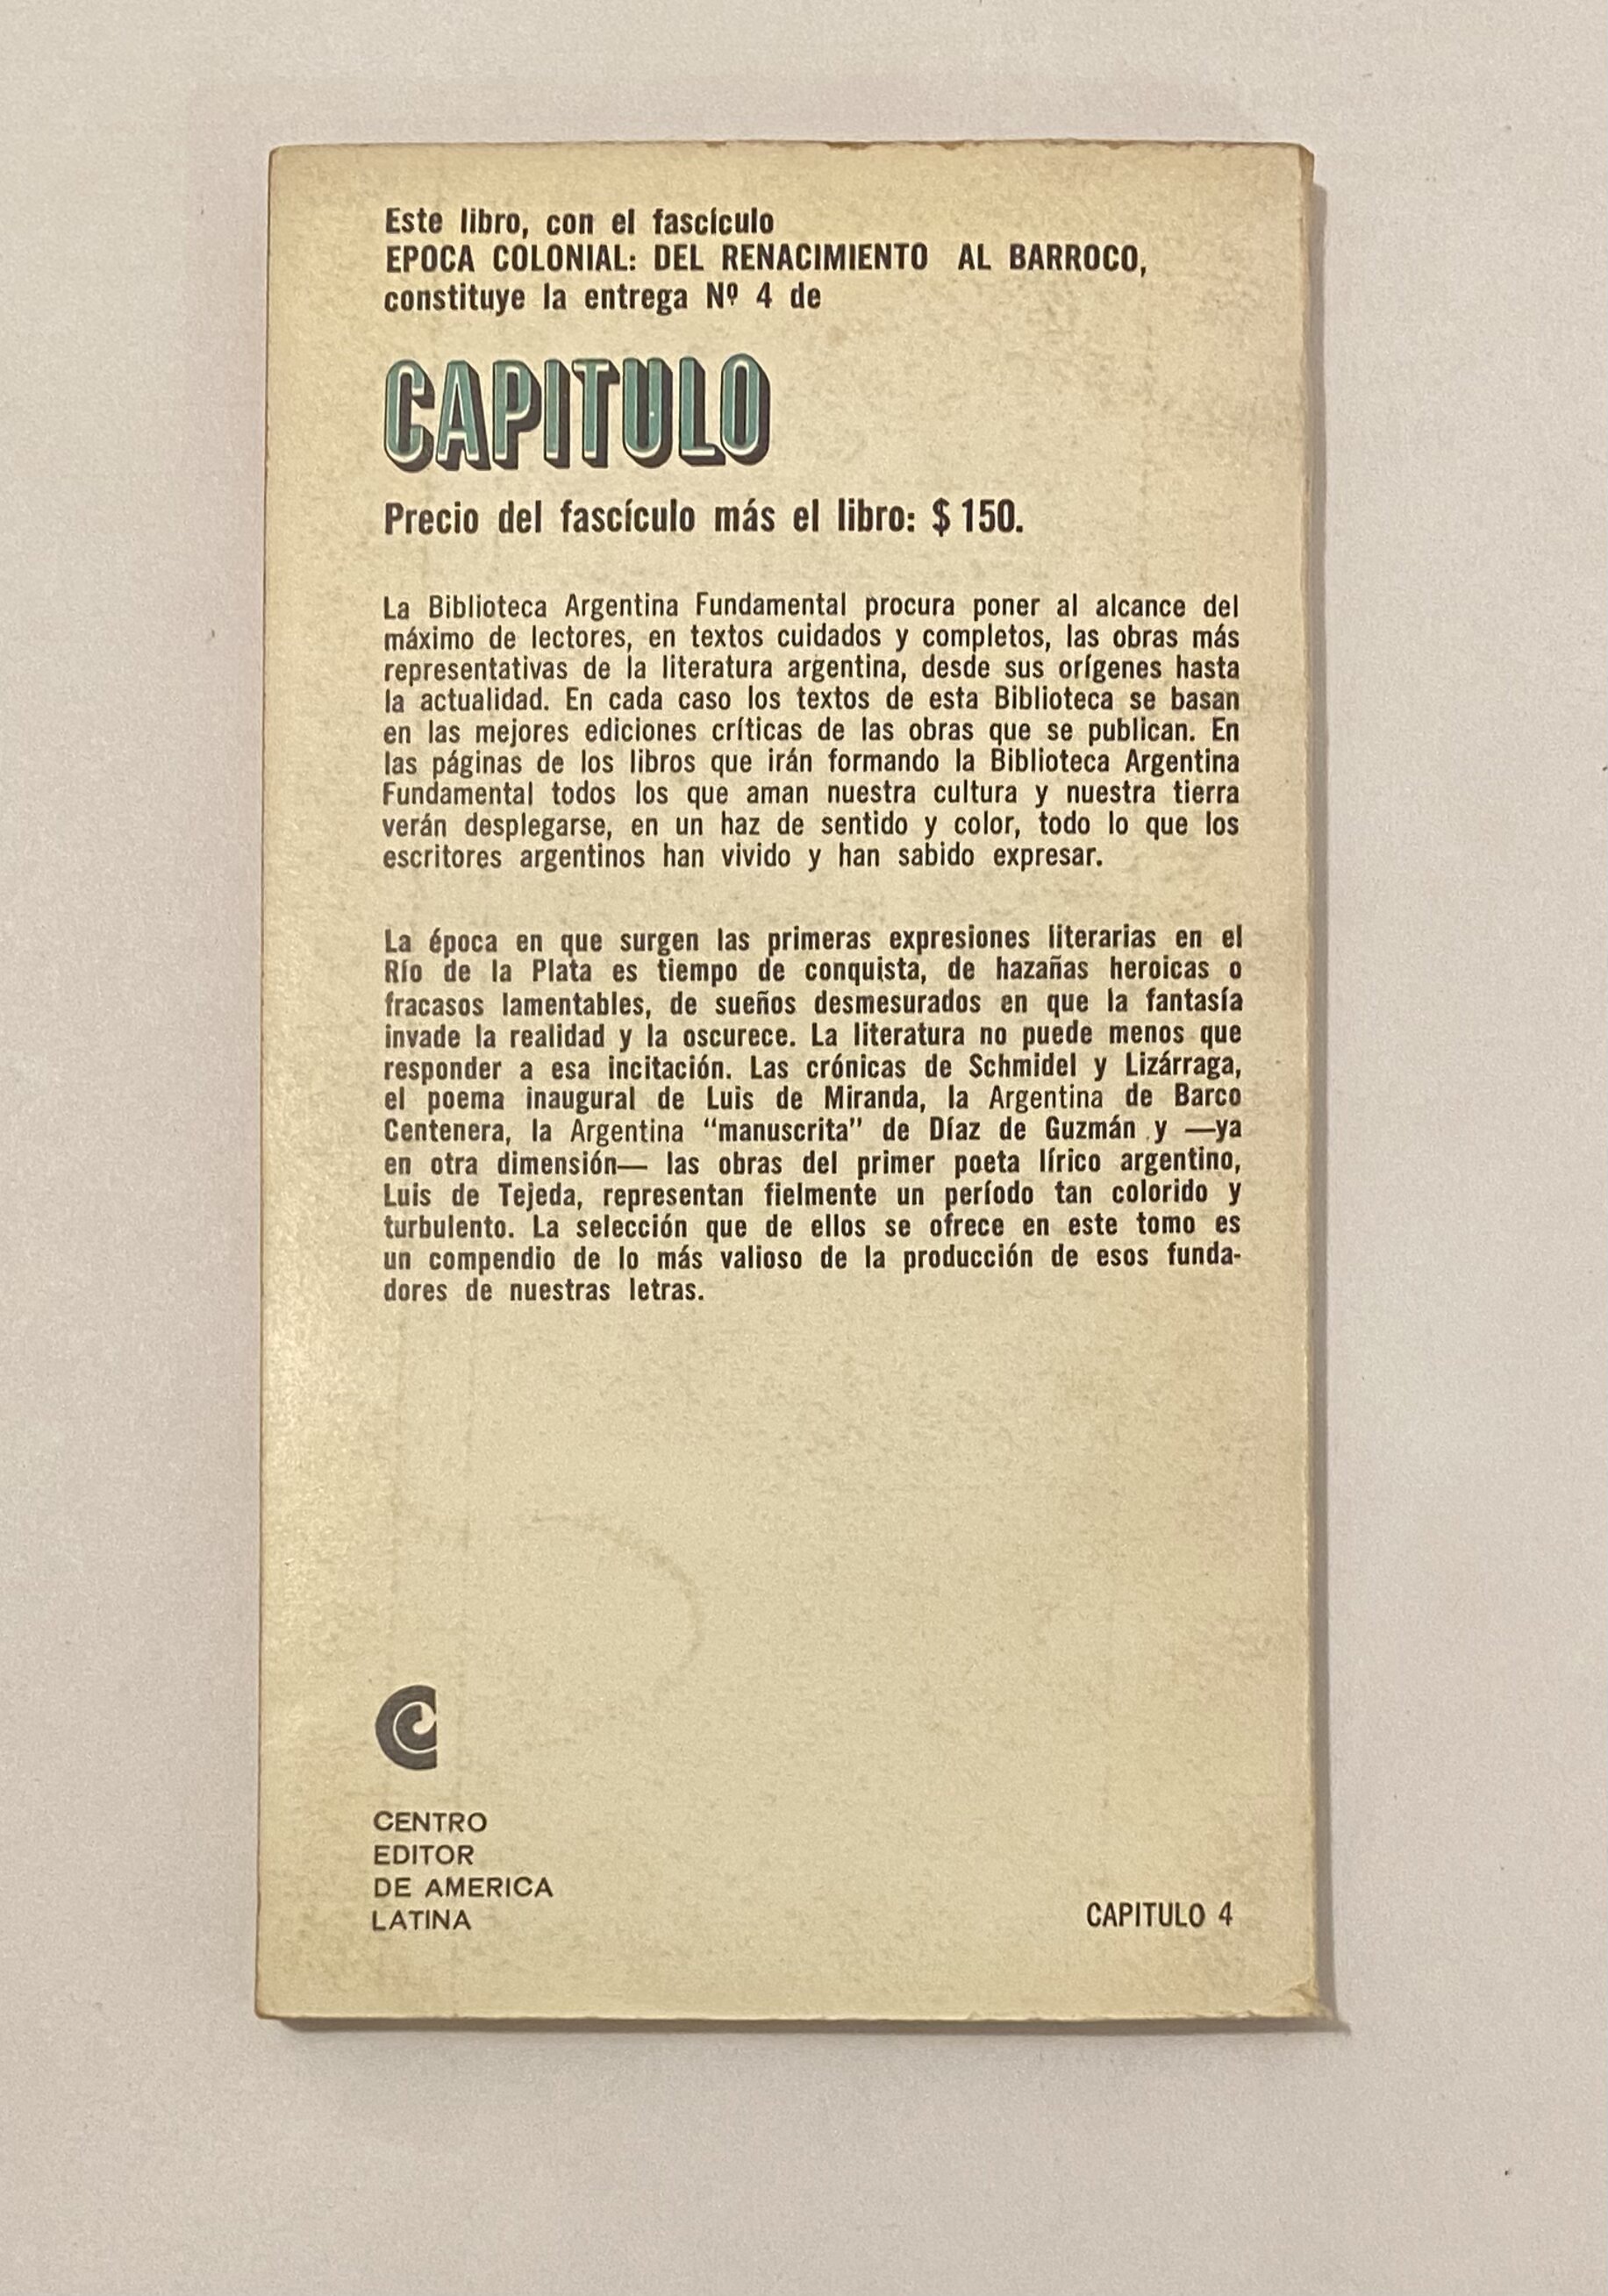 Este libro, con el fascículo
EPOCA COLONIAL: DEL RENACIMIENTO AL BARROCO,
constituye la entrega Nº 4 de
CAPITULO
Precio del fascículo más el libro: $ 150.
La Biblioteca Argentina Fundamental procura poner al alcance del
máximo de lectores, en textos cuidados y completos, las obras más
representativas de la literatura argentina, desde sus orígenes hasta
la actualidad. En cada caso los textos de esta Biblioteca se basan
en las mejores ediciones críticas de las obras que se publican. En
las páginas de los libros que irán formando la Biblioteca Argentina
Fundamental todos los que aman nuestra cultura y nuestra tierra
verán desplegarse, en un haz de sentido y color, todo lo que los
escritores argentinos han vivido y han sabido expresar.
La época en que surgen las primeras expresiones literarias en el
Río de la Plata es tiempo de conquista, de hazañas heroicas o
fracasos lamentables, de sueños desmesurados en que la fantasía
invade la realidad y la oscurece. La literatura no puede menos que
responder a esa incitación. Las crónicas de Schmidel y Lizárraga,
el poema inaugural de Luis de Miranda, la Argentina de Barco
Centenera, la Argentina “manuscrita” de Díaz de Guzmán y —ya
en otra dimensión— las obras del primer poeta lírico argentino,
Luis de Tejeda, representan fielmente un período tan colorido y
turbulento. La selección que de ellos se ofrece en este tomo es
un compendio de lo más valioso de la producción de esos funda-
dores de nuestras letras.
CENTRO
EDITOR
DE AMERICA
LATINA
CAPITULO 4